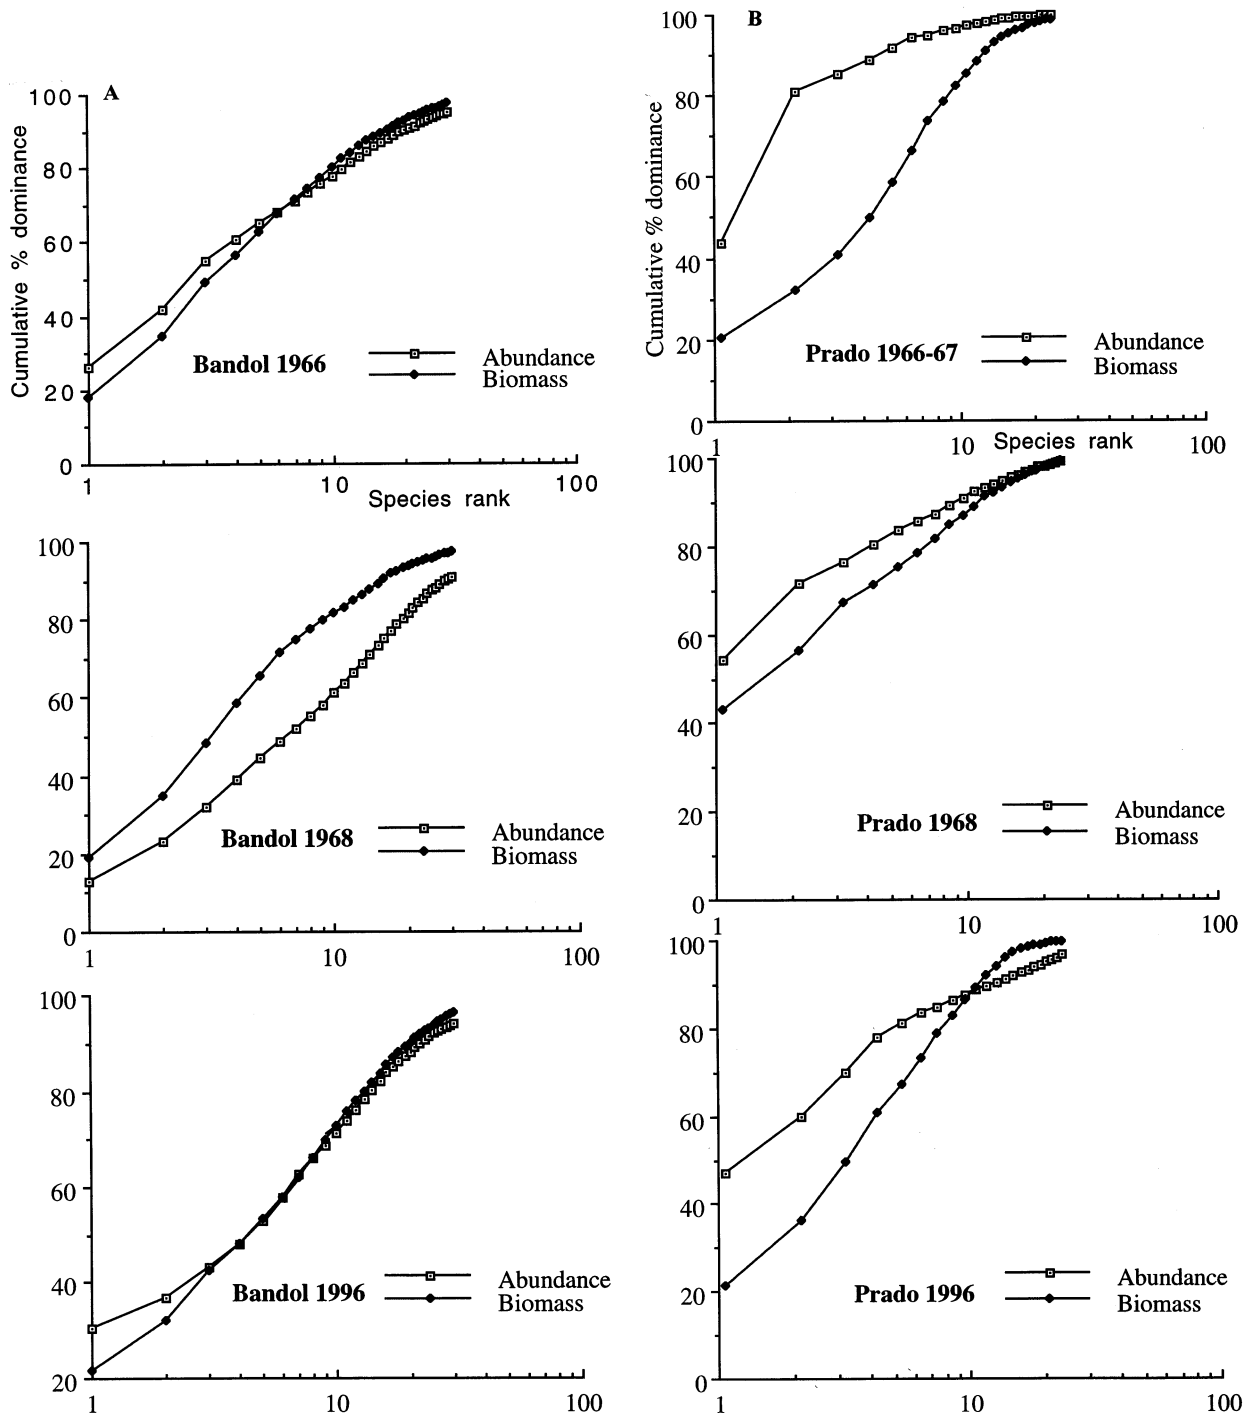 A
Cumulative % dominance
100
80
60
40
20
0
Bandol 1966
Abundance
Biomass
1
10
100
Species rank
100
80
60
40
20
0
Bandol 1968
Abundance
Biomass
1
10
100
100
80
60
40
20
Bandol 1996
Abundance
Biomass
1
10
100
B
Cumulative % dominance
100
80
60
40
20
0
Prado 1966-67
Abundance
Biomass
1
10
100
Species rank
100
80
60
40
20
0
Prado 1968
Abundance
Biomass
1
10
100
100
80
60
40
20
0
Prado 1996
Abundance
Biomass
1
10
100